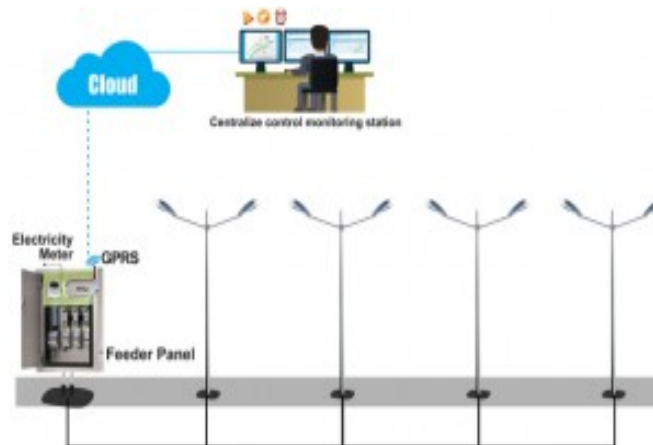 Cloud
Centralize control monitoring station
Electricity
Meter
GPRS
Feeder Panel